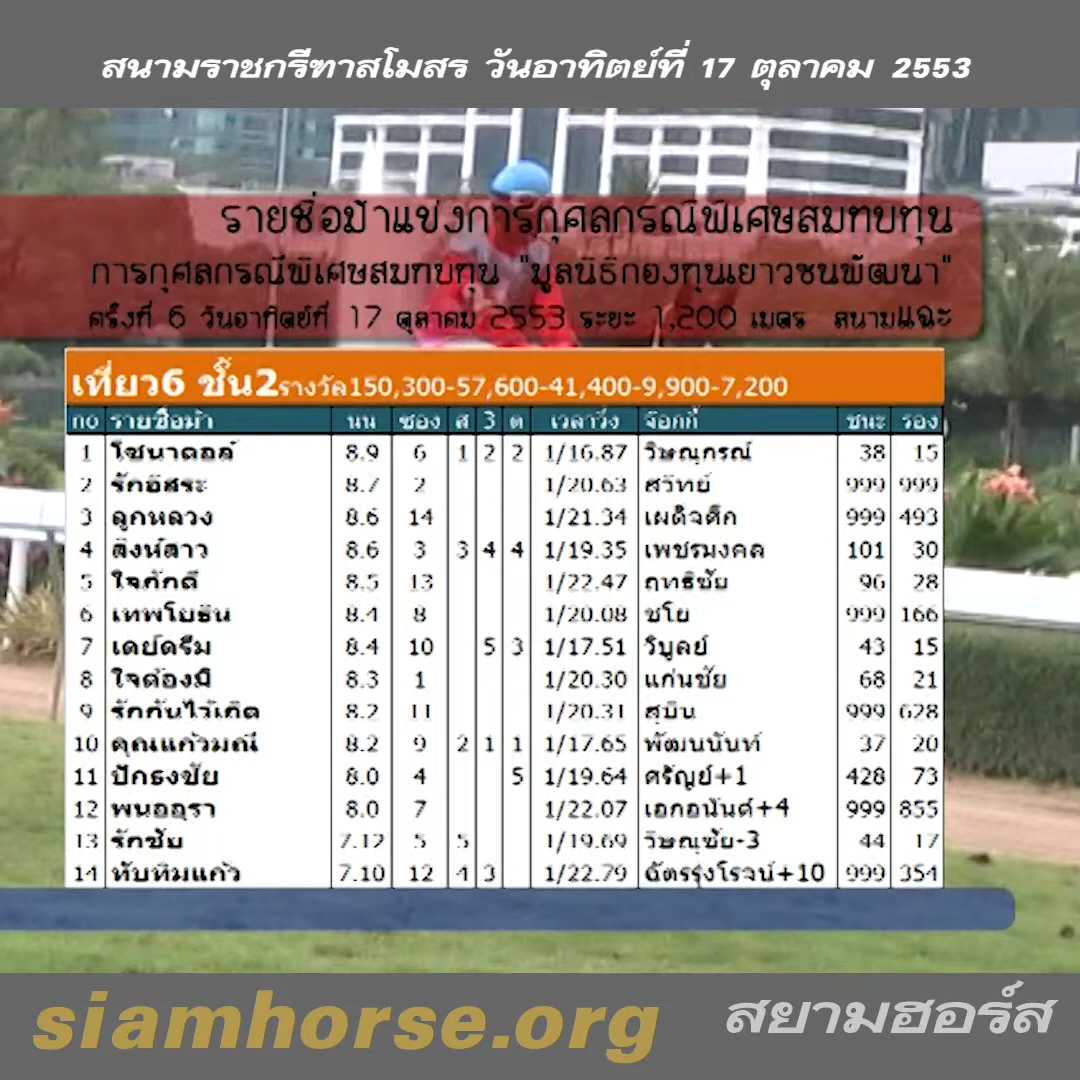 สนามราชกรีฑาสโมสร วันอาทิตย์ที่ 17 ตุลาคม 2553
รายชื่อม้าแข่งการกุศลกรณีพิเศษสมทบทุน
การกุศลกรณีพิเศษสมทบทุน "มูลนิธิกองทุนเยาวชนพัฒนา"
ครั้งที่ 6 วันอาทิตย์ที่ 17 ตุลาคม 2553 ระยะ 1,200 เมตร สนามแฉะ
เที่ยว6 ชั้น2รางวัล150,300-57,600-41,400-9,900-7,200
no รายชื่อม้า นน ซอง ส 3 ต เวลาวิ่ง จ๊อกกี้ ชนะ รอง
1 โชนาคอล์ 8.9 6 1 2 2 1/16.87 วิษณุกรณ์ 38 15
2 รักอิสระ 8.7 2 1/20.63 ศวิทย์ 999 999
3 ลูกหลวง 8.6 14 1/21.34 เผด็จศึก 999 493
4 สิงห์ลาว 8.6 3 3 4 4 1/19.35 เพชรมงคล 101 30
5 ใจภักดี 8.5 13 1/22.47 ฤทธิชัย 96 28
6 เทพโยธิน 8.4 8 1/20.08 ชโย 999 166
7 เดย์ดรีม 8.4 10 5 3 1/17.51 วิบูลย์ 43 15
8 ใจต้องมี 8.3 1 1/20.30 แก่นชัย 68 21
9 รักกันไว้เถิด 8.2 11 1/20.31 สุบิน 999 628
10 คุณแก้วมณี 8.2 9 2 1 1 1/17.65 พัฒนนันท์ 37 20
11 ปักธงชัย 8.0 4 5 1/19.64 ศรัญย์+1 428 73
12 พนออุรา 8.0 7 1/22.07 เอกอนันต์+4 999 855
13 รักชัย 7.12 5 5 1/19.69 วิษณุชัย-3 44 17
14 ทับทิมแก้ว 7.10 12 4 3 1/22.79 ฉัตรรุ่งโรจน์+10 999 354
siamhorse.org
สยามฮอร์ส